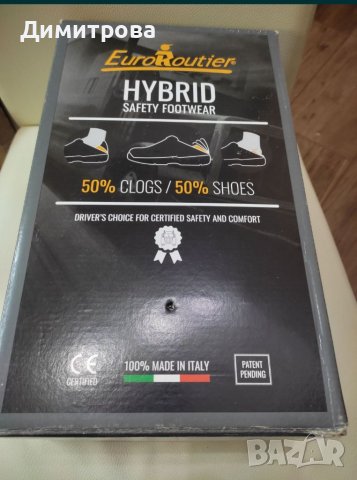 Димитрова
EuroRoutier®
HYBRID
SAFETY FOOTWEAR
50% CLOGS / 50% SHOES
DRIVER'S CHOICE FOR CERTIFIED SAFETY AND COMFORT
CE
CERTIFIED
100% MADE IN ITALY
PATENT
PENDING
BAZAR